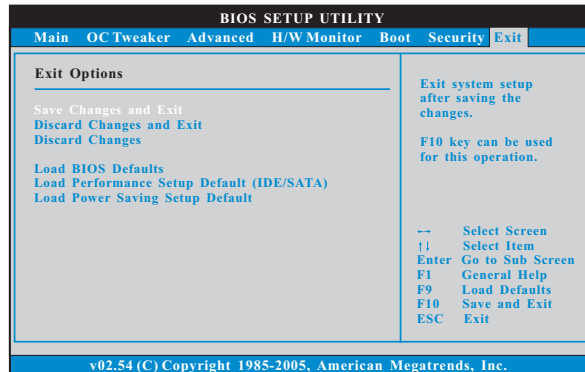 BIOS SETUP UTILITY
Main OC Tweaker Advanced H/W Monitor Boot Security Exit
Exit Options
Save Changes and Exit
Discard Changes and Exit
Discard Changes
Load BIOS Defaults
Load Performance Setup Default (IDE/SATA)
Load Power Saving Setup Default
Exit system setup
after saving the
changes.
F10 key can be used
for this operation.
←→ Select Screen
↑↓ Select Item
Enter Go to Sub Screen
F1 General Help
F9 Load Defaults
F10 Save and Exit
ESC Exit
v02.54 (C) Copyright 1985-2005, American Megatrends, Inc.